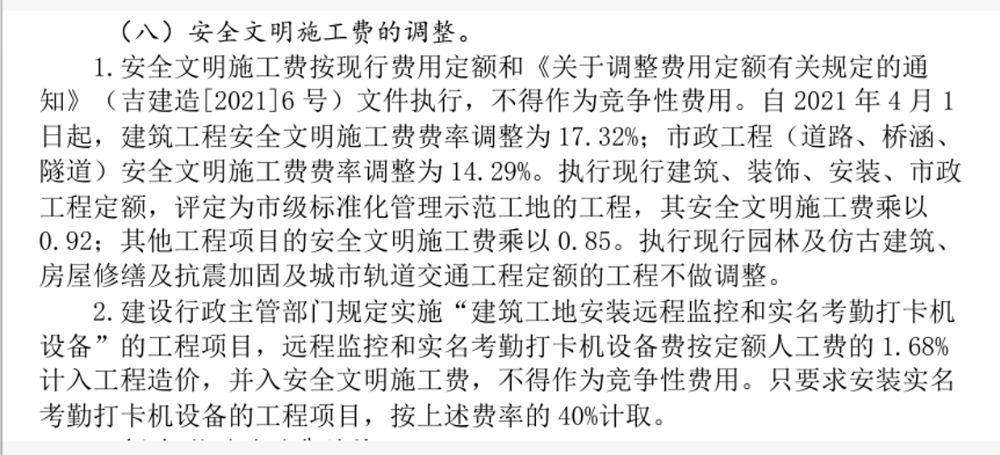 （八）安全文明施工费的调整。
1.安全文明施工费按现行费用定额和《关于调整费用定额有关规定的通
知》（吉建造[2021]6 号）文件执行，不得作为竞争性费用。自 2021 年 4 月 1
日起，建筑工程安全文明施工费费率调整为 17.32%；市政工程（道路、桥涵、
隧道）安全文明施工费费率调整为 14.29%。执行现行建筑、装饰、安装、市政
工程定额，评定为市级标准化管理示范工地的工程，其安全文明施工费乘以
0.92；其他工程项目的安全文明施工费乘以 0.85。执行现行园林及仿古建筑、
房屋修缮及抗震加固及城市轨道交通工程定额的工程不做调整。
2.建设行政主管部门规定实施“建筑工地安装远程监控和实名考勤打卡机
设备”的工程项目，远程监控和实名考勤打卡机设备费按定额人工费的 1.68%
计入工程造价，并入安全文明施工费，不得作为竞争性费用。只要求安装实名
考勤打卡机设备的工程项目，按上述费率的 40%计取。